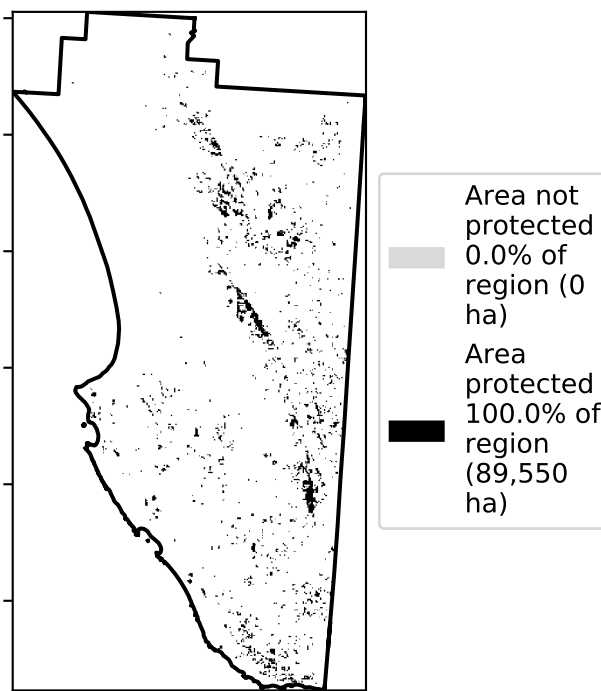 Area not
protected
0.0% of
region (0
ha)
Area
protected
100.0% of
region
(89,550
ha)